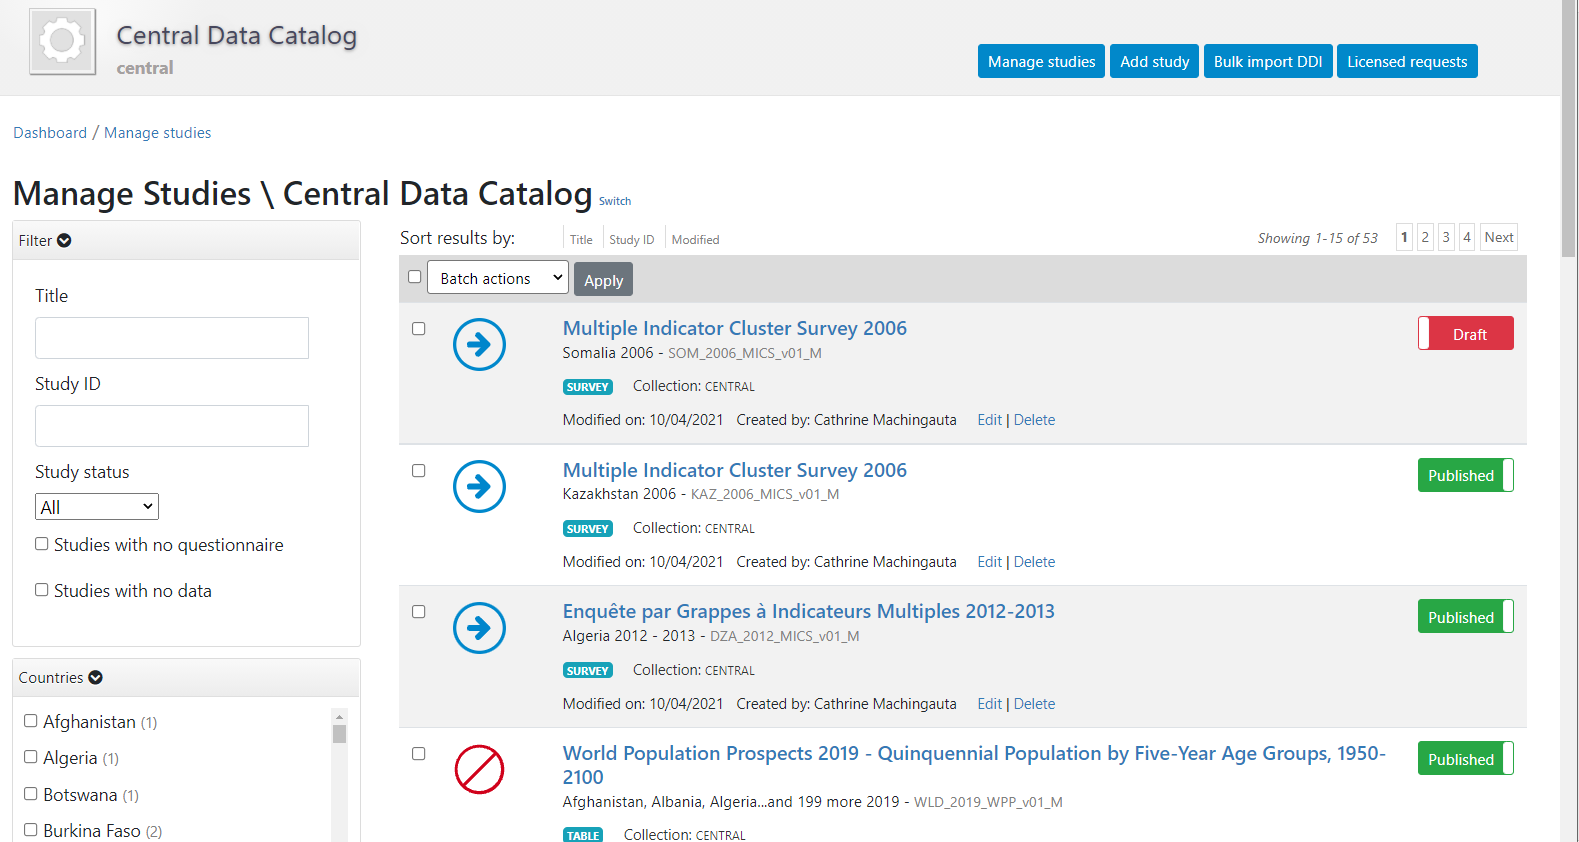 Central Data Catalog
central
Manage studies Add study Bulk import DDI Licensed requests
Dashboard / Manage studies
Manage Studies \ Central Data Catalog Switch
Filter
Title
Study ID
Study status
All
Studies with no questionnaire
Studies with no data
Countries
Afghanistan (1)
Algeria (1)
Botswana (1)
Burkina Faso (2)
Sort results by: Title Study ID Modified Showing 1-15 of 53 1 2 3 4 Next
Batch actions Apply
Multiple Indicator Cluster Survey 2006 Draft
Somalia 2006 - SOM_2006_MICS_v01_M
SURVEY Collection: CENTRAL
Modified on: 10/04/2021 Created by: Cathrine Machingauta Edit | Delete
Multiple Indicator Cluster Survey 2006 Published
Kazakhstan 2006 - KAZ_2006_MICS_v01_M
SURVEY Collection: CENTRAL
Modified on: 10/04/2021 Created by: Cathrine Machingauta Edit | Delete
Enquête par Grappes à Indicateurs Multiples 2012-2013 Published
Algeria 2012 - 2013 - DZA_2012_MICS_v01_M
SURVEY Collection: CENTRAL
Modified on: 10/04/2021 Created by: Cathrine Machingauta Edit | Delete
World Population Prospects 2019 - Quinquennial Population by Five-Year Age Groups, 1950- Published
2100
Afghanistan, Albania, Algeria...and 199 more 2019 - WLD_2019_WPP_v01_M
TABLE Collection: CENTRAL